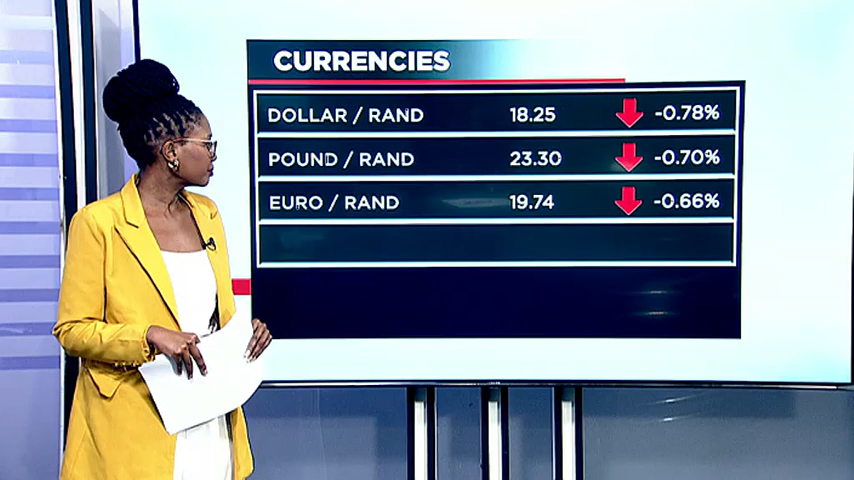 CURRENCIES
DOLLAR / RAND 18.25 -0.78%
POUND / RAND 23.30 -0.70%
EURO / RAND 19.74 -0.66%